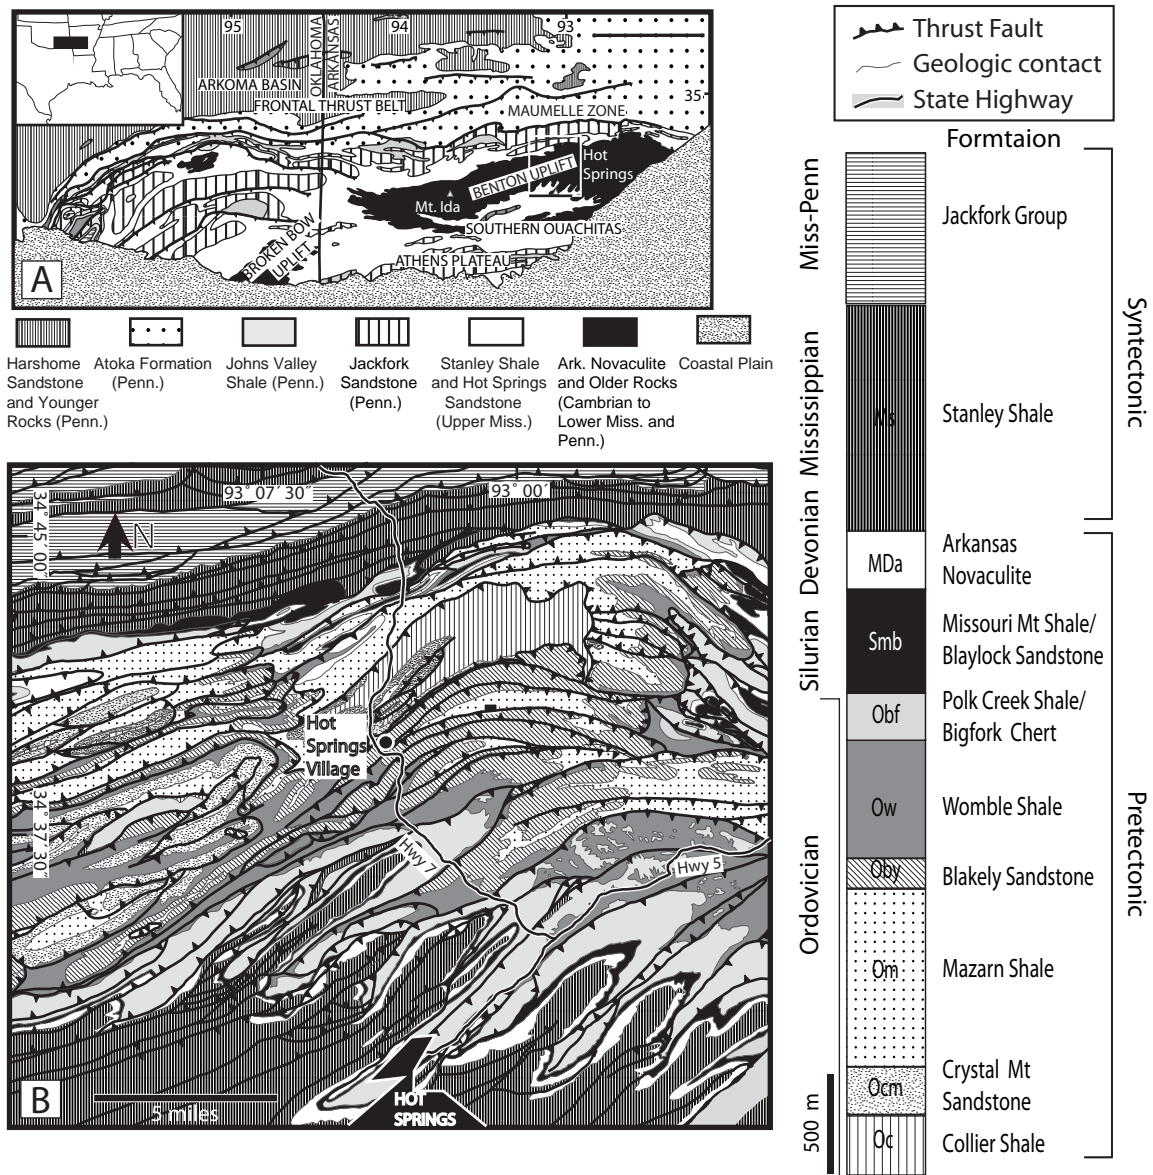 95
94
93
OKLAHOMA
ARKANSAS
ARKOMA BASIN
FRONTAL THRUST BELT
35
MAUMELLE ZONE
Hot
Springs
BENTON UPLIFT
Mt. Ida
SOUTHERN OUACHITAS
BROKEN BOW
UPLIFT
ATHENS PLATEAU
A
Harshome
Sandstone
and Younger
Rocks (Penn.)
Atoka Formation
(Penn.)
Johns Valley
Shale (Penn.)
Jackfork
Sandstone
(Penn.)
Stanley Shale
and Hot Springs
Sandstone
(Upper Miss.)
Ark. Novaculite
and Older Rocks
(Cambrian to
Lower Miss. and
Penn.)
Coastal Plain
93° 07´ 30˝
93° 00´
34° 45´ 00˝
N
34° 37´ 30˝
Hot
Springs
Village
Hwy 7
Hwy 5
B
5 miles
HOT
SPRINGS
Thrust Fault
Geologic contact
State Highway
Formtaion
Miss-Penn
Jackfork Group
Syntectonic
Mississippian
Ms
Stanley Shale
Devonian
MDa
Arkansas
Novaculite
Silurian
Smb
Missouri Mt Shale/
Blaylock Sandstone
Obf
Polk Creek Shale/
Bigfork Chert
Ordovician
Ow
Womble Shale
Pretectonic
Oby
Blakely Sandstone
Om
Mazarn Shale
Ocm
Crystal Mt
Sandstone
500 m
Oc
Collier Shale